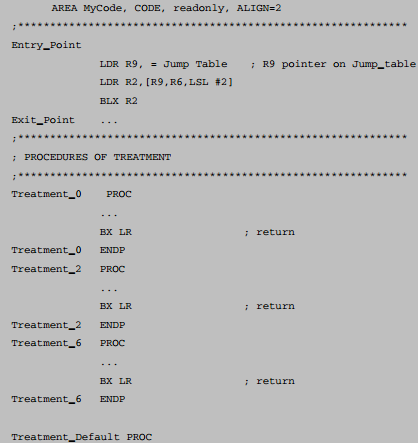 AREA MyCode, CODE, readonly, ALIGN=2
;***************************************************************
Entry_Point
LDR R9, = Jump Table ; R9 pointer on Jump_table
LDR R2,[R9,R6,LSL #2]
BLX R2
Exit_Point ...
;***************************************************************
; PROCEDURES OF TREATMENT
;***************************************************************
Treatment_0 PROC
...
BX LR ; return
Treatment_0 ENDP
Treatment_2 PROC
...
BX LR ; return
Treatment_2 ENDP
Treatment_6 PROC
...
BX LR ; return
Treatment_6 ENDP
Treatment_Default PROC